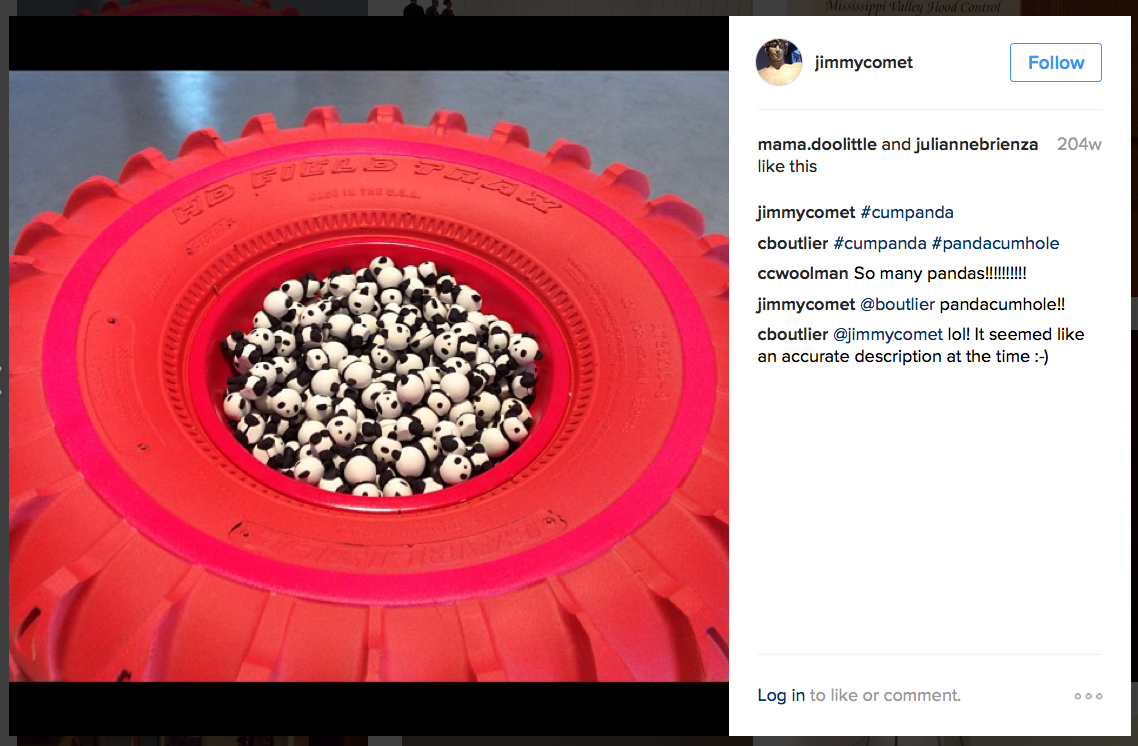 Mississippi Valley Flood Control
HD FIELD TRAX
MADE IN THE U.S.A.
jimmycomet
Follow
mama.doolittle and juliannebrienza 204w
like this
jimmycomet #cumpanda
cboutlier #cumpanda #pandacumhole
ccwoolman So many pandas!!!!!!!!!!
jimmycomet @boutlier pandacumhole!!
cboutlier @jimmycomet lol! It seemed like
an accurate description at the time :-)
Log in to like or comment.